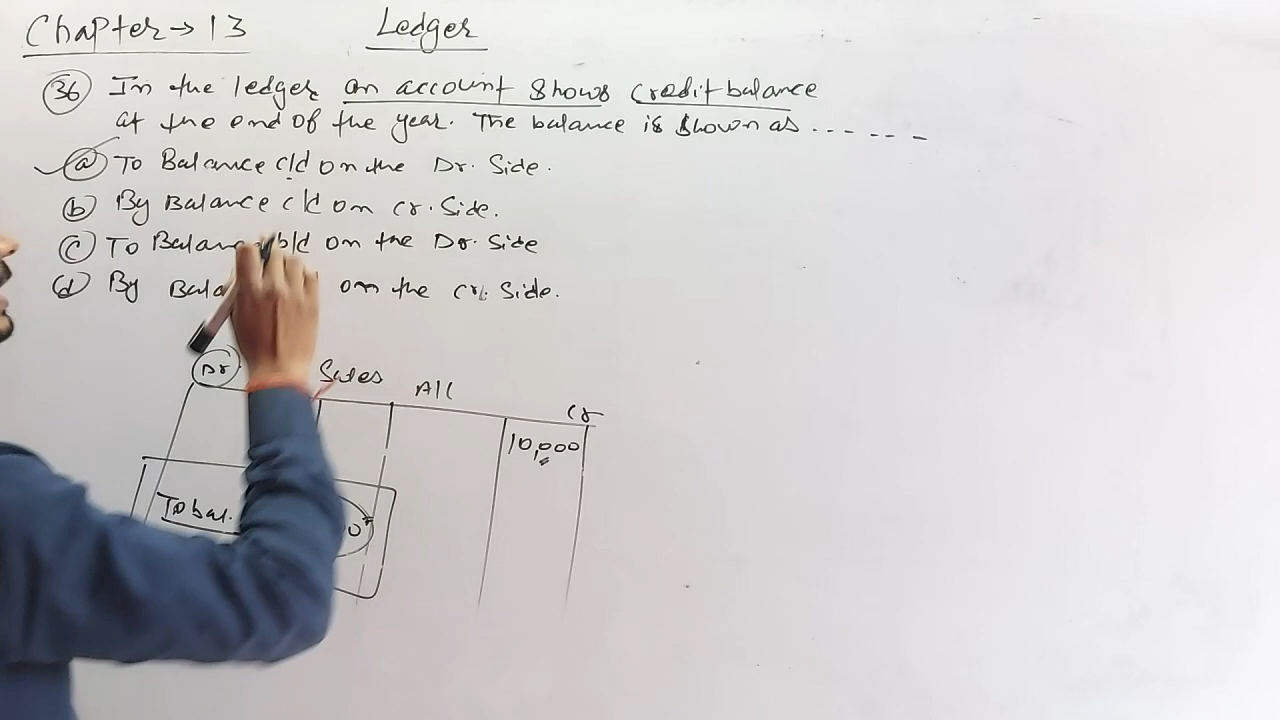 Chapter → 13 Ledger
(36) In the ledger an account shows credit balance
at the end of the year. The balance is shown as ------
(a) To Balance c/d on the Dr. Side.
(b) By Balance c/d on cr. Side.
(c) To Balance b/d on the Dr. Side
(d) By on the cr. Side.
Dr Sales A/c Cr
10,000
To bal.